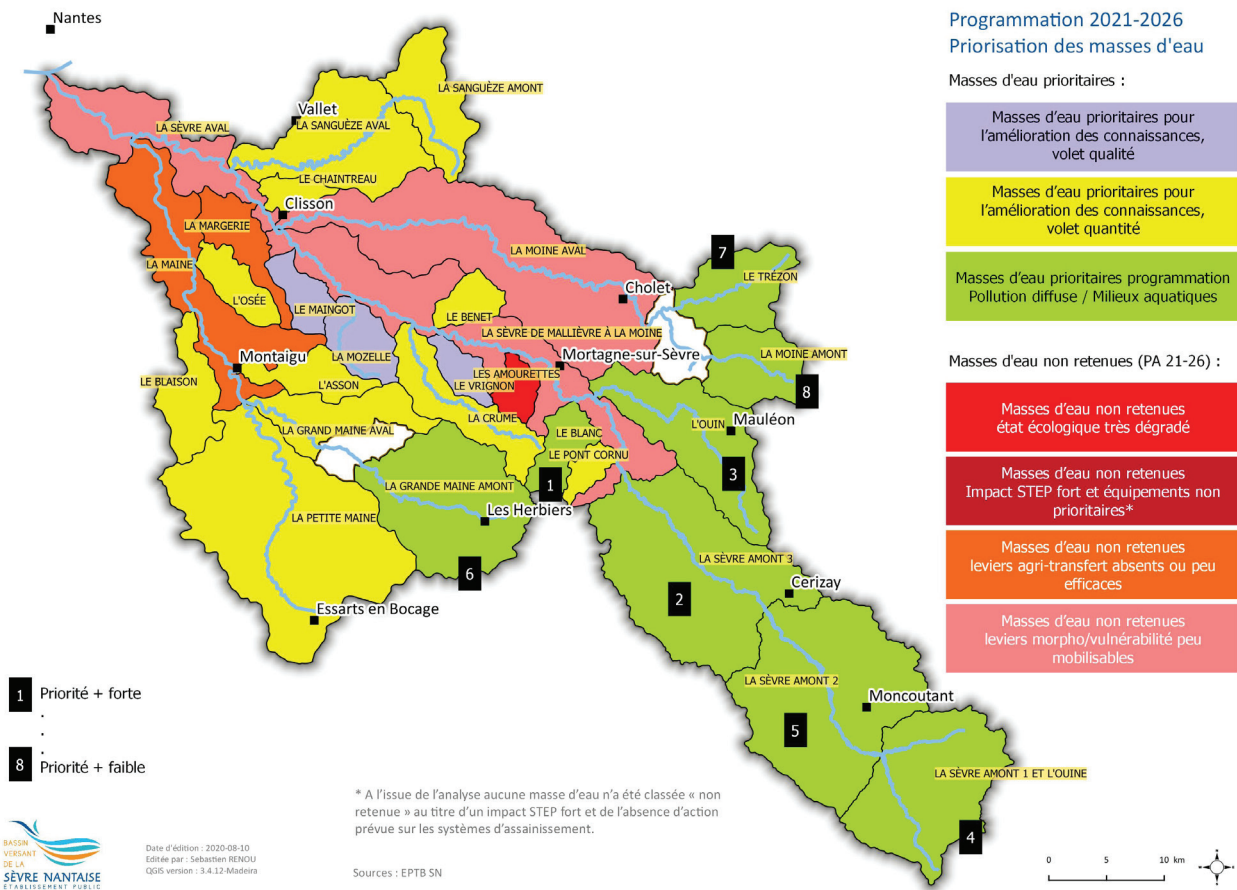 Programmation 2021-2026
Priorisation des masses d'eau
Masses d'eau prioritaires :
Masses d'eau prioritaires pour
l'amélioration des connaissances,
volet qualité
Masses d'eau prioritaires pour
l'amélioration des connaissances,
volet quantité
Masses d'eau prioritaires programmation
Pollution diffuse / Milieux aquatiques
Masses d'eau non retenues (PA 21-26) :
Masses d'eau non retenues
état écologique très dégradé
Masses d'eau non retenues
Impact STEP fort et équipements non
prioritaires*
Masses d'eau non retenues
leviers agri-transfert absents ou peu
efficaces
Masses d'eau non retenues
leviers morpho/vulnérabilité peu
mobilisables
Nantes
LA SANGUÈZE AMONT
Vallet
LA SANGUÈZE AVAL
LA SÈVRE AVAL
LE CHAINTREAU
Clisson
LA MARGERIE
LA MOINE AVAL
7
LA MAINE
LE TRÉZON
L'OSÉE
Cholet
LE MAINGOT
LE BENET
LA SÈVRE DE MALLIÈVRE À LA MOINE
LA MOZELLE
Mortagne-sur-Sèvre
LA MOINE AMONT
Montaigu
LES AMOURETTES
LE BLAISON
L'ASSON
LE VRIGNON
8
LA CRÛME
L'OUIN
Mauléon
LA GRAND MAINE AVAL
LE BLANC
LE PONT CORNU
3
LA GRANDE MAINE AMONT
1
LA PETITE MAINE
Les Herbiers
LA SÈVRE AMONT 3
6
2
Cerizay
Essarts en Bocage
LA SÈVRE AMONT 2
Moncoutant
5
LA SÈVRE AMONT 1 ET L'OUINE
4
1 Priorité + forte
.
.
.
8 Priorité + faible
* A l'issue de l'analyse aucune masse d'eau n'a été classée « non
retenue » au titre d'un impact STEP fort et de l'absence d'action
prévue sur les systèmes d'assainissement.
BASSIN
VERSANT
DE LA
SÈVRE NANTAISE
ÉTABLISSEMENT PUBLIC
Date d'édition : 2020-08-10
Editée par : Sebastien RENOU
QGIS version : 3.4.12-Madeira
Sources : EPTB SN
0 5 10 km